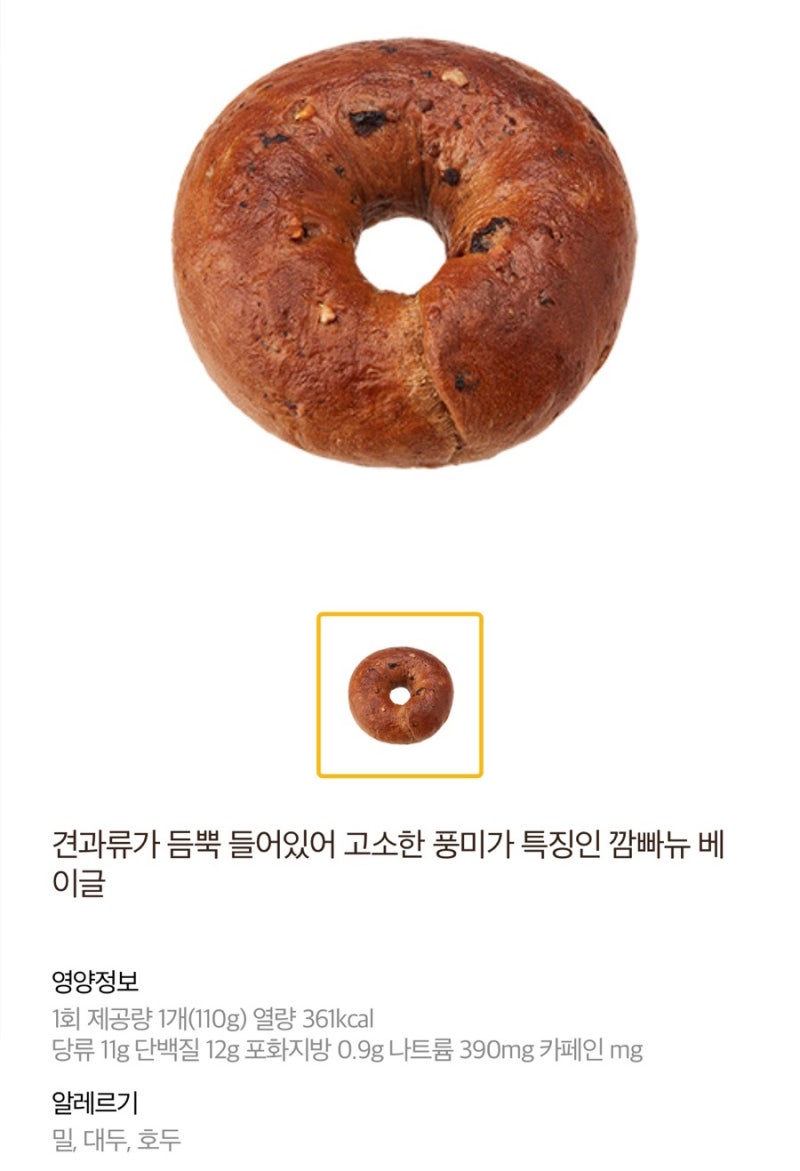 견과류가 듬뿍 들어있어 고소한 풍미가 특징인 깜빠뉴 베
이글
영양정보
1회 제공량 1개(110g) 열량 361kcal
당류 11g 단백질 12g 포화지방 0.9g 나트륨 390mg 카페인 mg
알레르기
밀, 대두, 호두